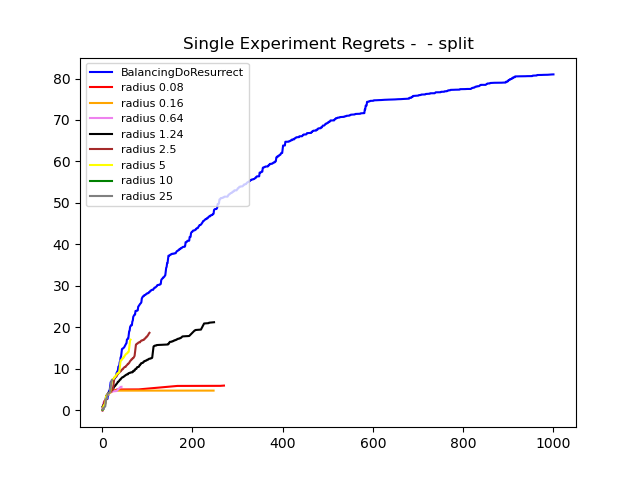 Single Experiment Regrets -  - split
BalancingDoResurrect
radius 0.08
radius 0.16
radius 0.64
radius 1.24
radius 2.5
radius 5
radius 10
radius 25
80
70
60
50
40
30
20
10
0
0 200 400 600 800 1000